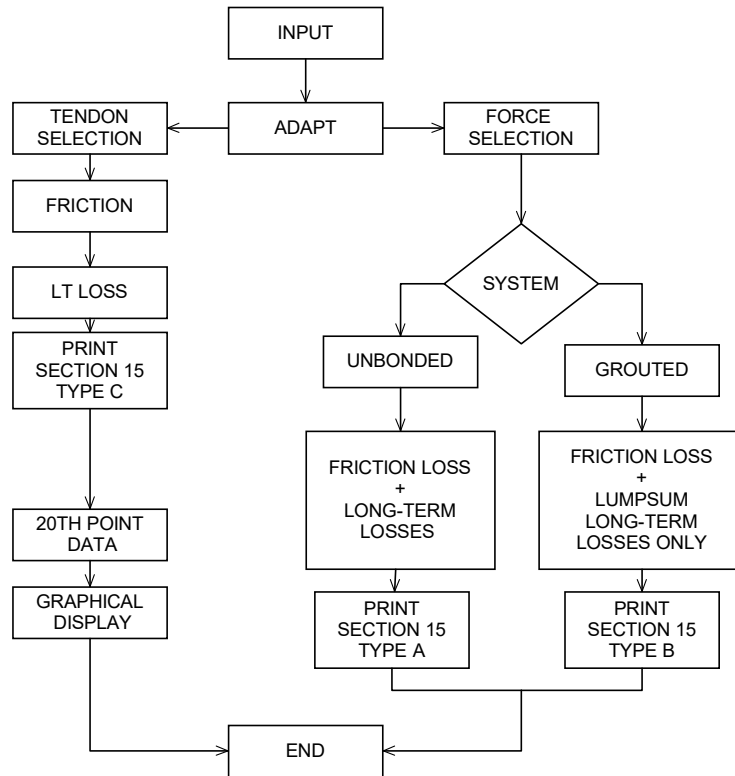 INPUT
TENDON
SELECTION
ADAPT
FORCE
SELECTION
FRICTION
LT LOSS
PRINT
SECTION 15
TYPE C
20TH POINT
DATA
GRAPHICAL
DISPLAY
SYSTEM
UNBONDED
GROUTED
FRICTION LOSS
+
LONG-TERM
LOSSES
FRICTION LOSS
+
LUMPSUM
LONG-TERM
LOSSES ONLY
PRINT
SECTION 15
TYPE A
PRINT
SECTION 15
TYPE B
END